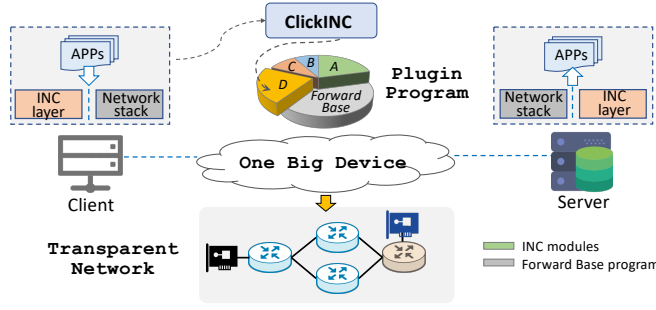 ClickINC
APPs
INC
layer
Network
stack
A
B
C
D
Forward
Base
Plugin
Program
APPs
Network
stack
INC
layer
Client
One Big Device
Server
Transparent
Network
INC modules
Forward Base program